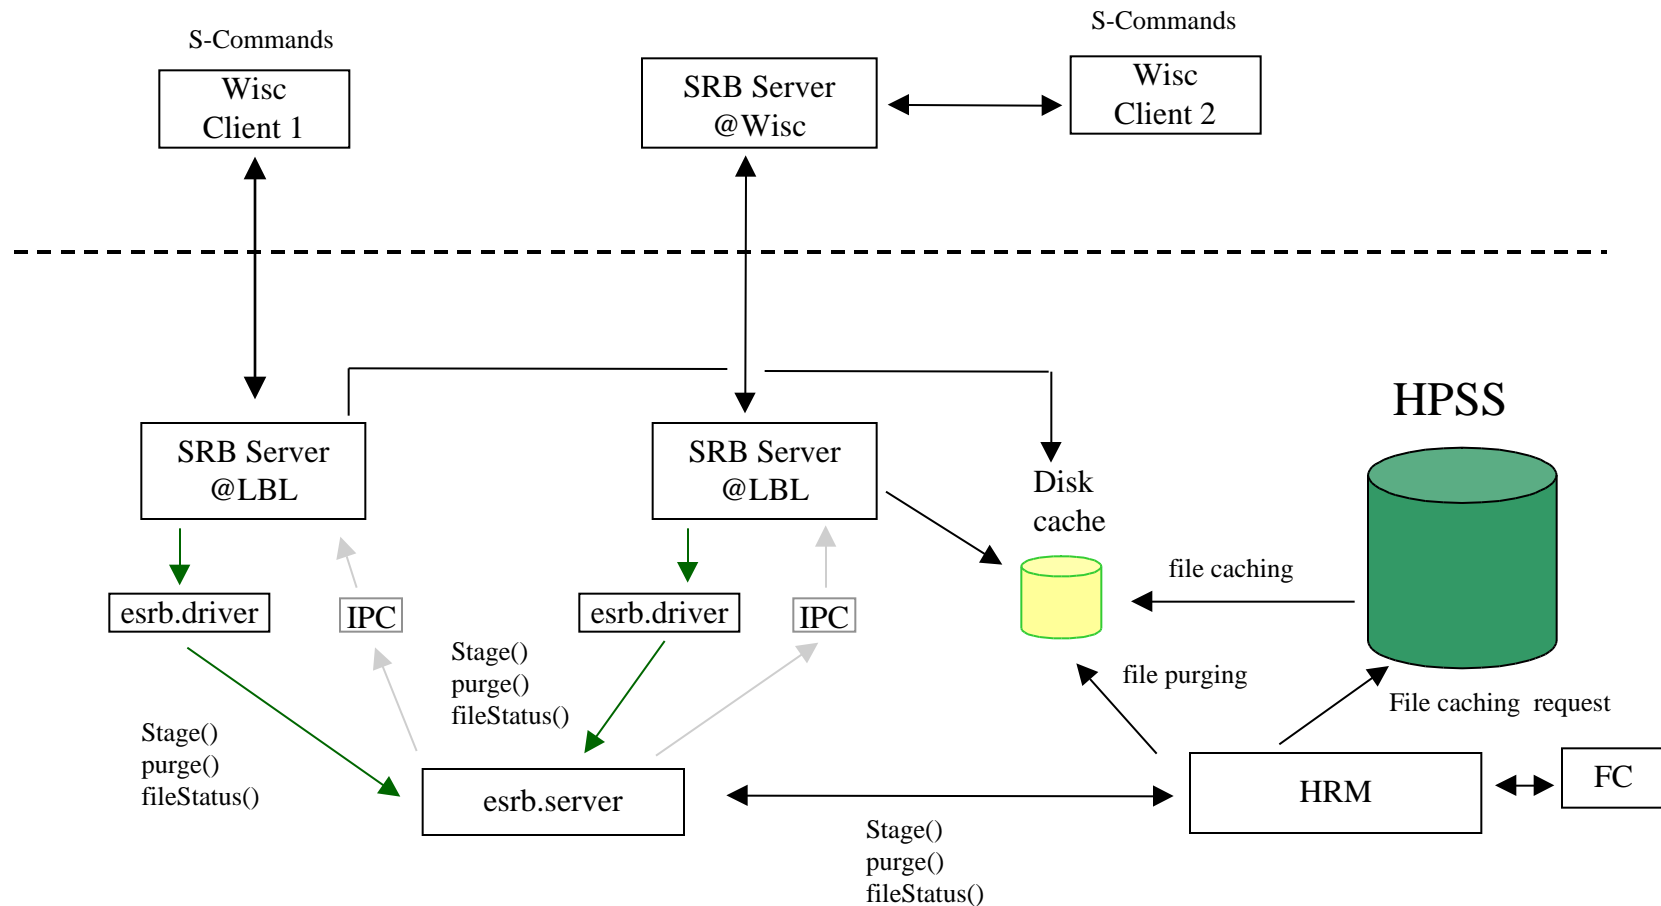 S-Commands
S-Commands
Wisc
Client 1
SRB Server
@Wisc
Wisc
Client 2
HPSS
SRB Server
@LBL
SRB Server
@LBL
Disk
cache
file caching
esrb.driver
IPC
esrb.driver
IPC
Stage()
purge()
fileStatus()
file purging
File caching  request
Stage()
purge()
fileStatus()
esrb.server
HRM
FC
Stage()
purge()
fileStatus()